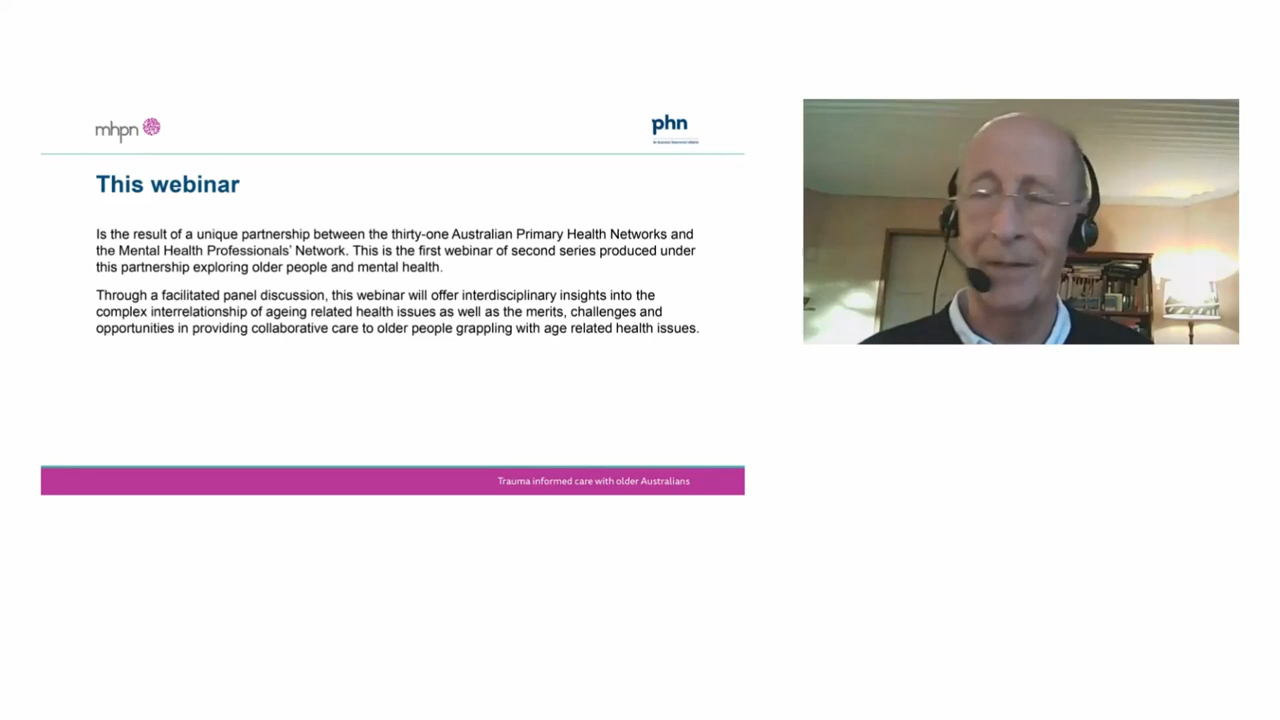 mhpn
phn
This webinar
Is the result of a unique partnership between the thirty-one Australian Primary Health Networks and
the Mental Health Professionals' Network. This is the first webinar of second series produced under
this partnership exploring older people and mental health.
Through a facilitated panel discussion, this webinar will offer interdisciplinary insights into the
complex interrelationship of ageing related health issues as well as the merits, challenges and
opportunities in providing collaborative care to older people grappling with age related health issues.
Trauma informed care with older Australians